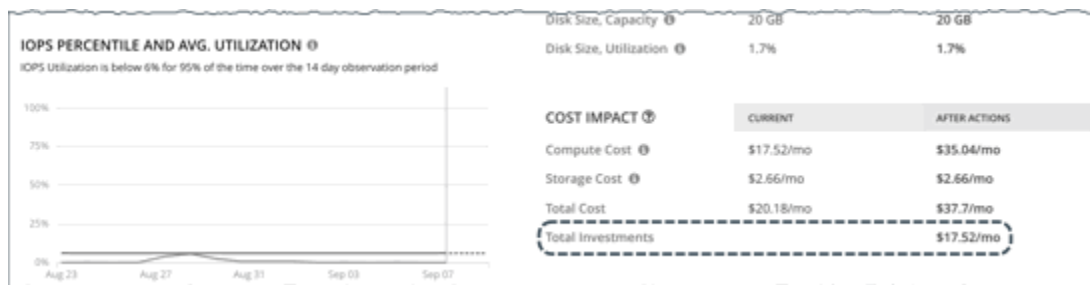 IOPS PERCENTILE AND AVG. UTILIZATION
IOPS Utilization is below 6% for 95% of the time over the 14 day observation period
100%
75%
50%
25%
0%
Aug 23 Aug 27 Aug 31 Sep 03 Sep 07
Disk Size, Capacity 20 GB 20 GB
Disk Size, Utilization 1.7% 1.7%
COST IMPACT CURRENT AFTER ACTIONS
Compute Cost $17.52/mo $35.04/mo
Storage Cost $2.66/mo $2.66/mo
Total Cost $20.18/mo $37.7/mo
Total Investments $17.52/mo